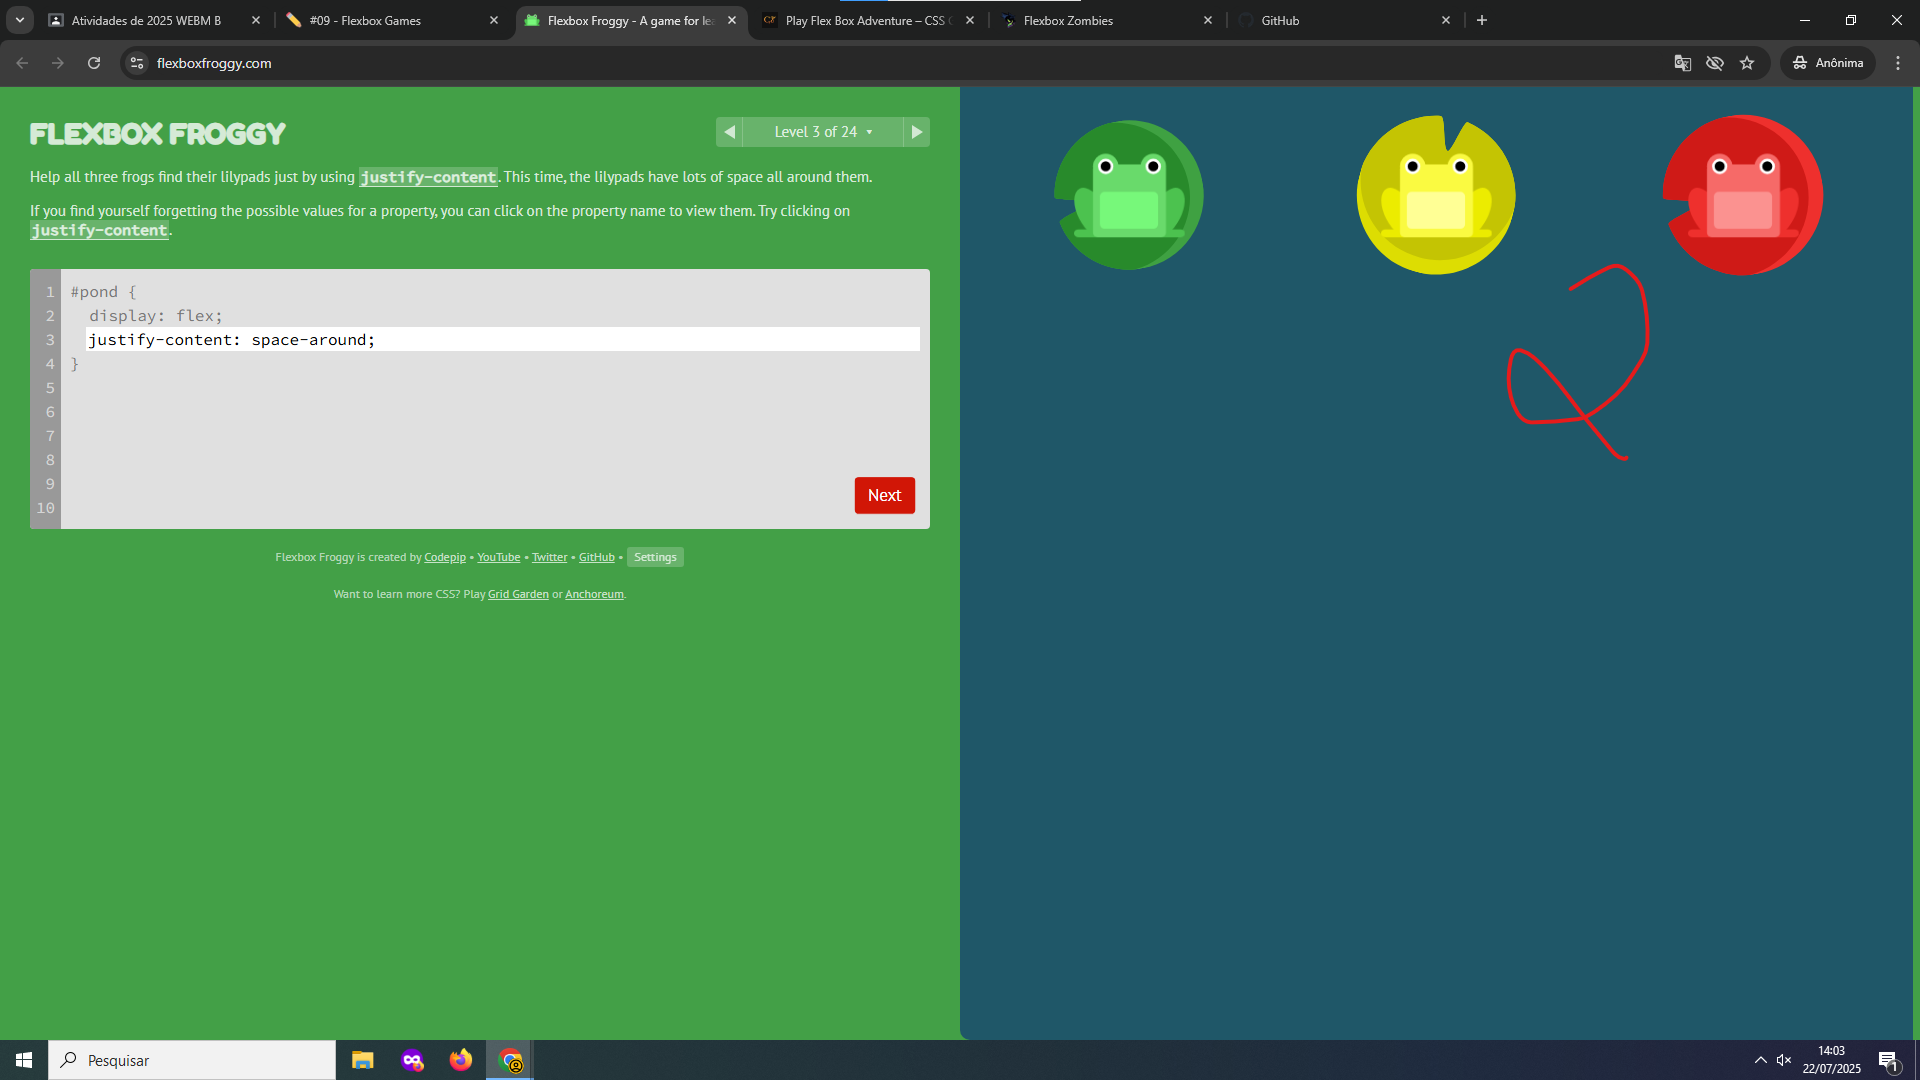 Atividades de 2025 WEBM B
#09 - Flexbox Games
Flexbox Froggy - A game for le
Play Flex Box Adventure – CSS
Flexbox Zombies
GitHub
flexboxfroggy.com
Anônima
FLEXBOX FROGGY
Level 3 of 24
Help all three frogs find their lilypads just by using justify-content. This time, the lilypads have lots of space all around them.
If you find yourself forgetting the possible values for a property, you can click on the property name to view them. Try clicking on
justify-content.
1 #pond {
2 display: flex;
3 justify-content: space-around;
4 }
5
6
7
8
9
10
Next
Flexbox Froggy is created by Codepip • YouTube • Twitter • GitHub • Settings
Want to learn more CSS? Play Grid Garden or Anchoreum.
2
Pesquisar
14:03
22/07/2025
1